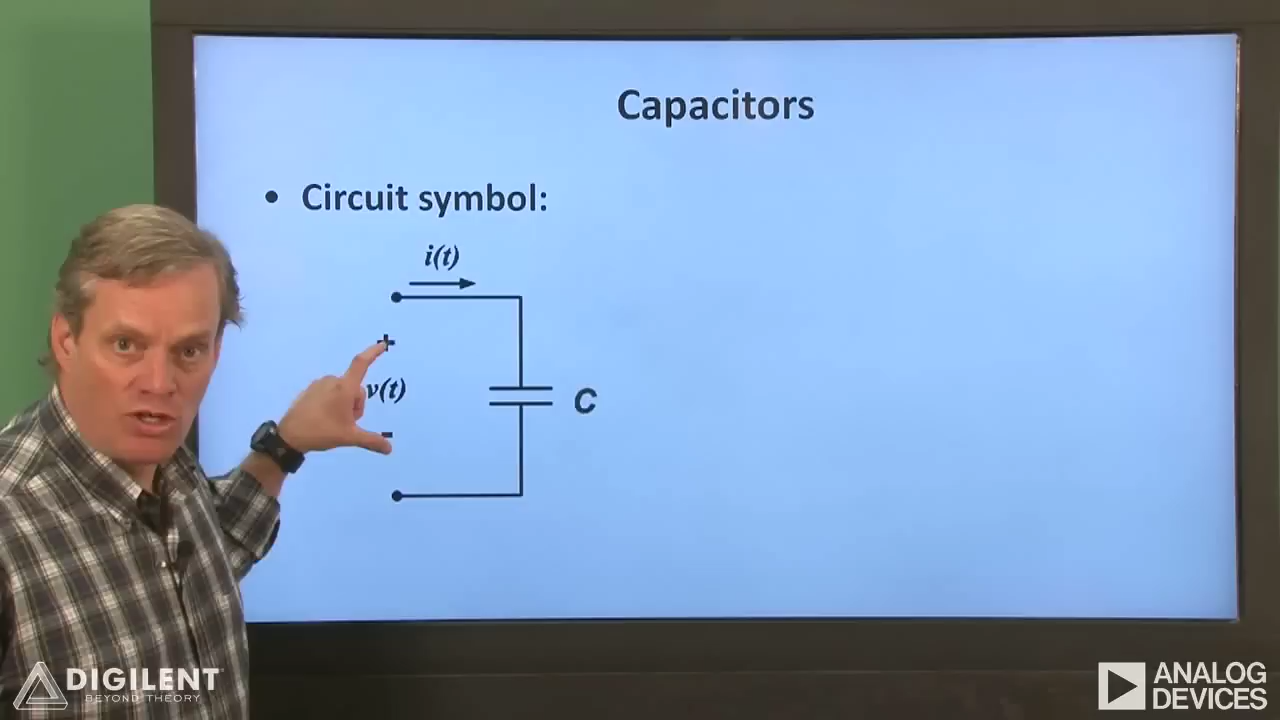 Capacitors
• Circuit symbol:
i(t)
+
v(t)
-
C
DIGILENT
BEYOND THEORY
ANALOG
DEVICES